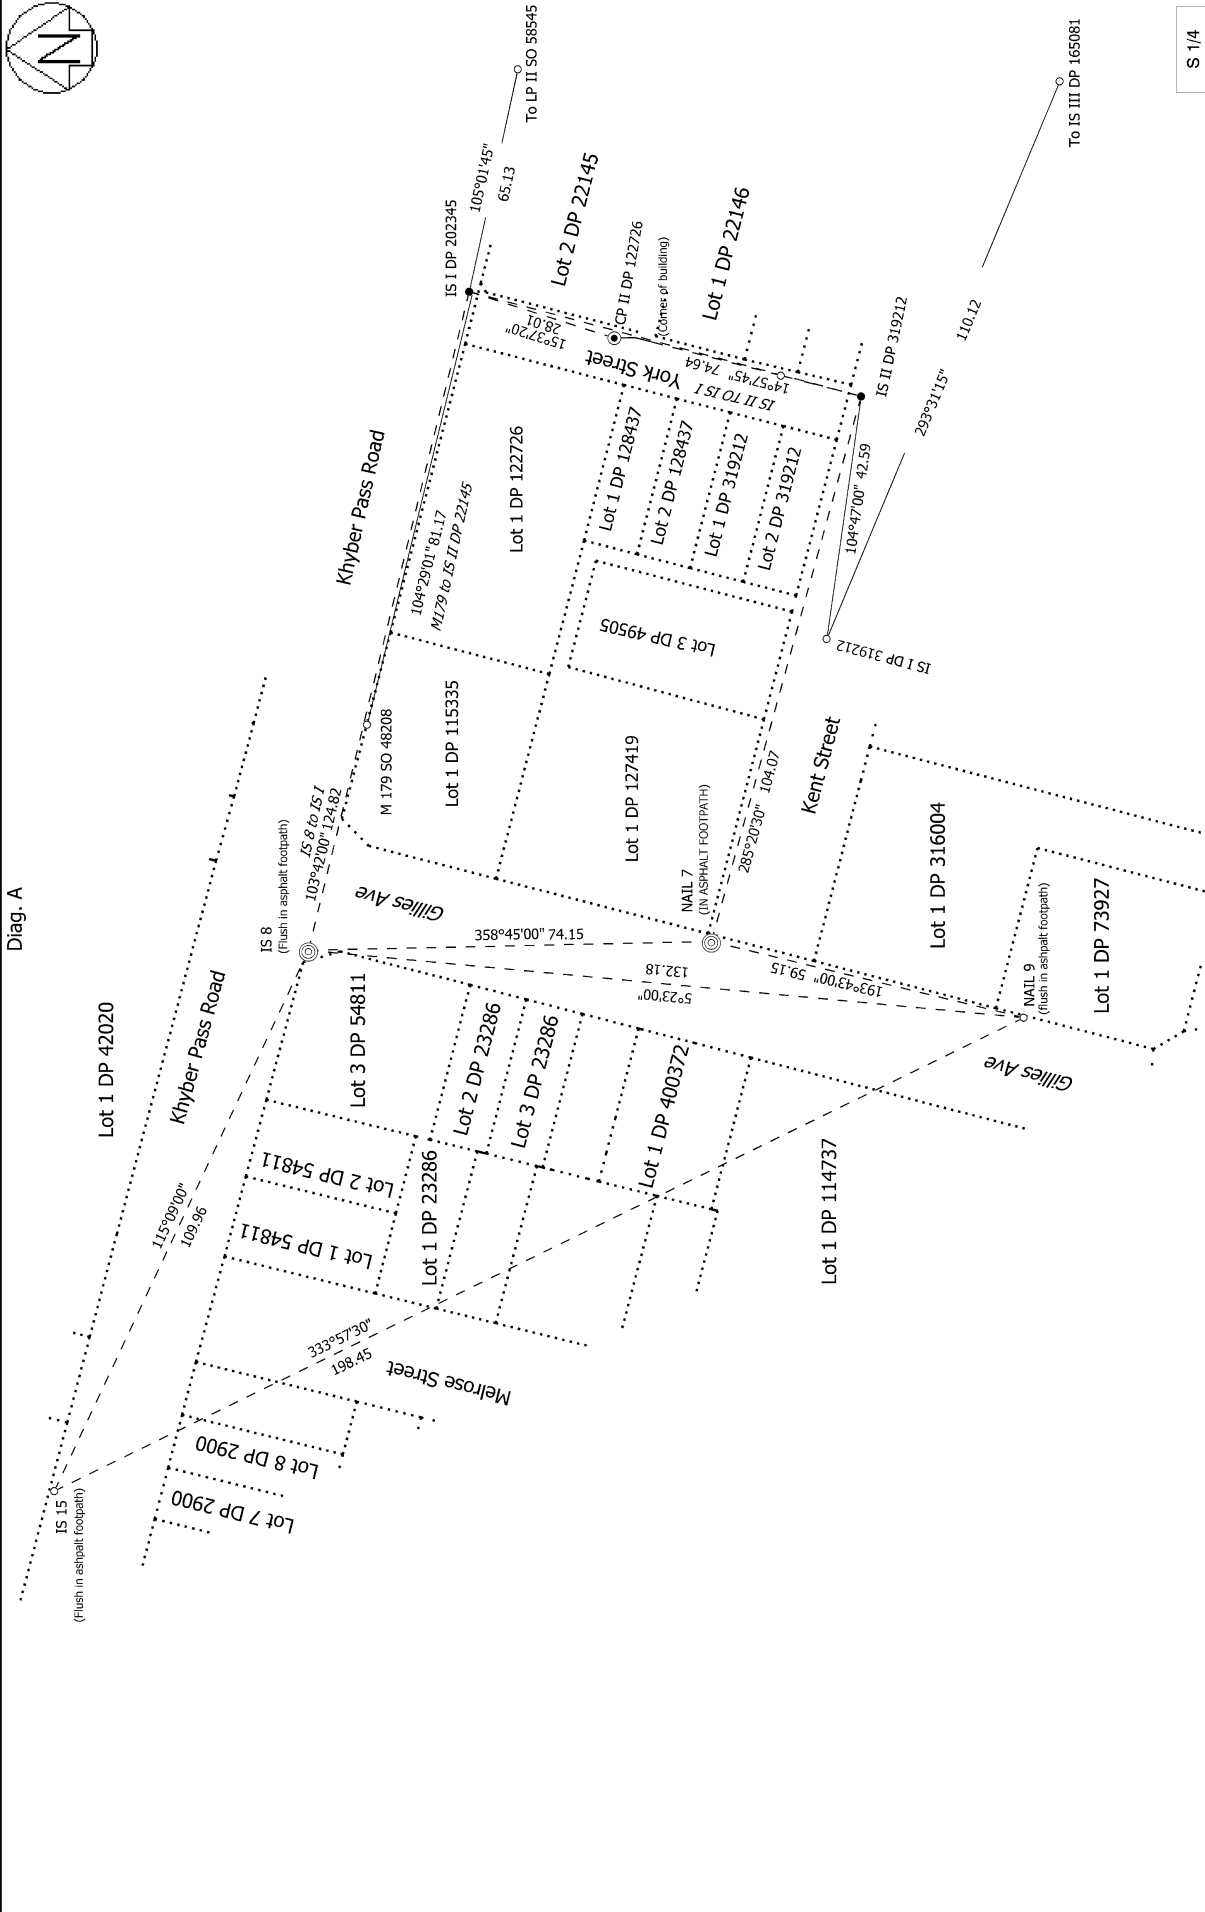 Diag. A
N
S 1/4
Lot 1 DP 42020
Khyber Pass Road
IS 15
(Flush in ashpalt footpath)
115°09'00"
109.96
Lot 7 DP 2900
Lot 8 DP 2900
Melrose Street
333°57'30"
198.45
Lot 1 DP 54811
Lot 2 DP 54811
Lot 3 DP 54811
Lot 1 DP 23286
Lot 2 DP 23286
Lot 3 DP 23286
Lot 1 DP 400372
Lot 1 DP 114737
IS 8
(Flush in asphalt footpath)
IS 8 to IS I
103°42'00" 124.82
Gillies Ave
358°45'00" 74.15
132.18
5°23'00"
193°43'00" 59.15
NAIL 7
(IN ASPHALT FOOTPATH)
285°20'30" 104.07
NAIL 9
(flush in ashpalt footpath)
Gillies Ave
Lot 1 DP 73927
Lot 1 DP 316004
Kent Street
Lot 1 DP 127419
Lot 1 DP 115335
M 179 SO 48208
Khyber Pass Road
104°29'01" 81.17
M179 to IS II DP 22145
Lot 1 DP 122726
Lot 3 DP 49505
Lot 1 DP 128437
Lot 2 DP 128437
Lot 1 DP 319212
Lot 2 DP 319212
York Street
IS II TO IS I
14°57'45" 74.64
15°37'20"
28.01
IS I DP 202345
105°01'45"
65.13
To LP II SO 58545
Lot 2 DP 22145
CP II DP 122726
(Corner of building)
Lot 1 DP 22146
IS II DP 319212
104°47'00" 42.59
IS I DP 319212
293°31'15"
110.12
To IS III DP 165081